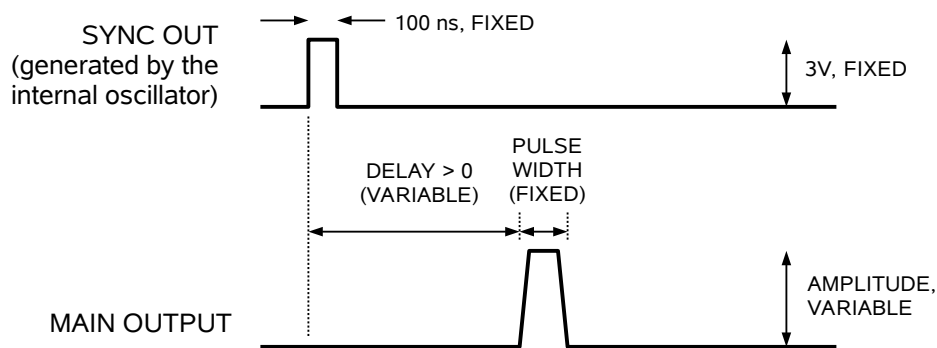 100 ns, FIXED
SYNC OUT
(generated by the
internal oscillator)
3V, FIXED
PULSE
WIDTH
(FIXED)
DELAY > 0
(VARIABLE)
AMPLITUDE,
VARIABLE
MAIN OUTPUT